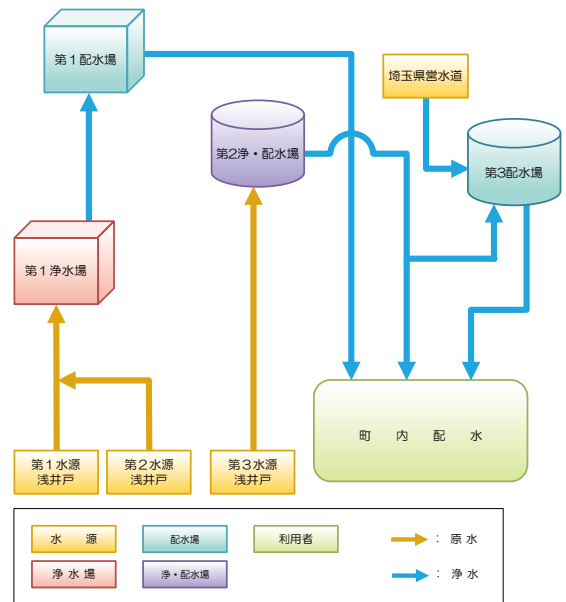 第1配水場
埼玉県営水道
第2浄・配水場
第3配水場
第1浄水場
町内配水
第1水源
浅井戸
第2水源
浅井戸
第3水源
浅井戸
水源
配水場
利用者
：原水
浄水場
浄・配水場
：浄水